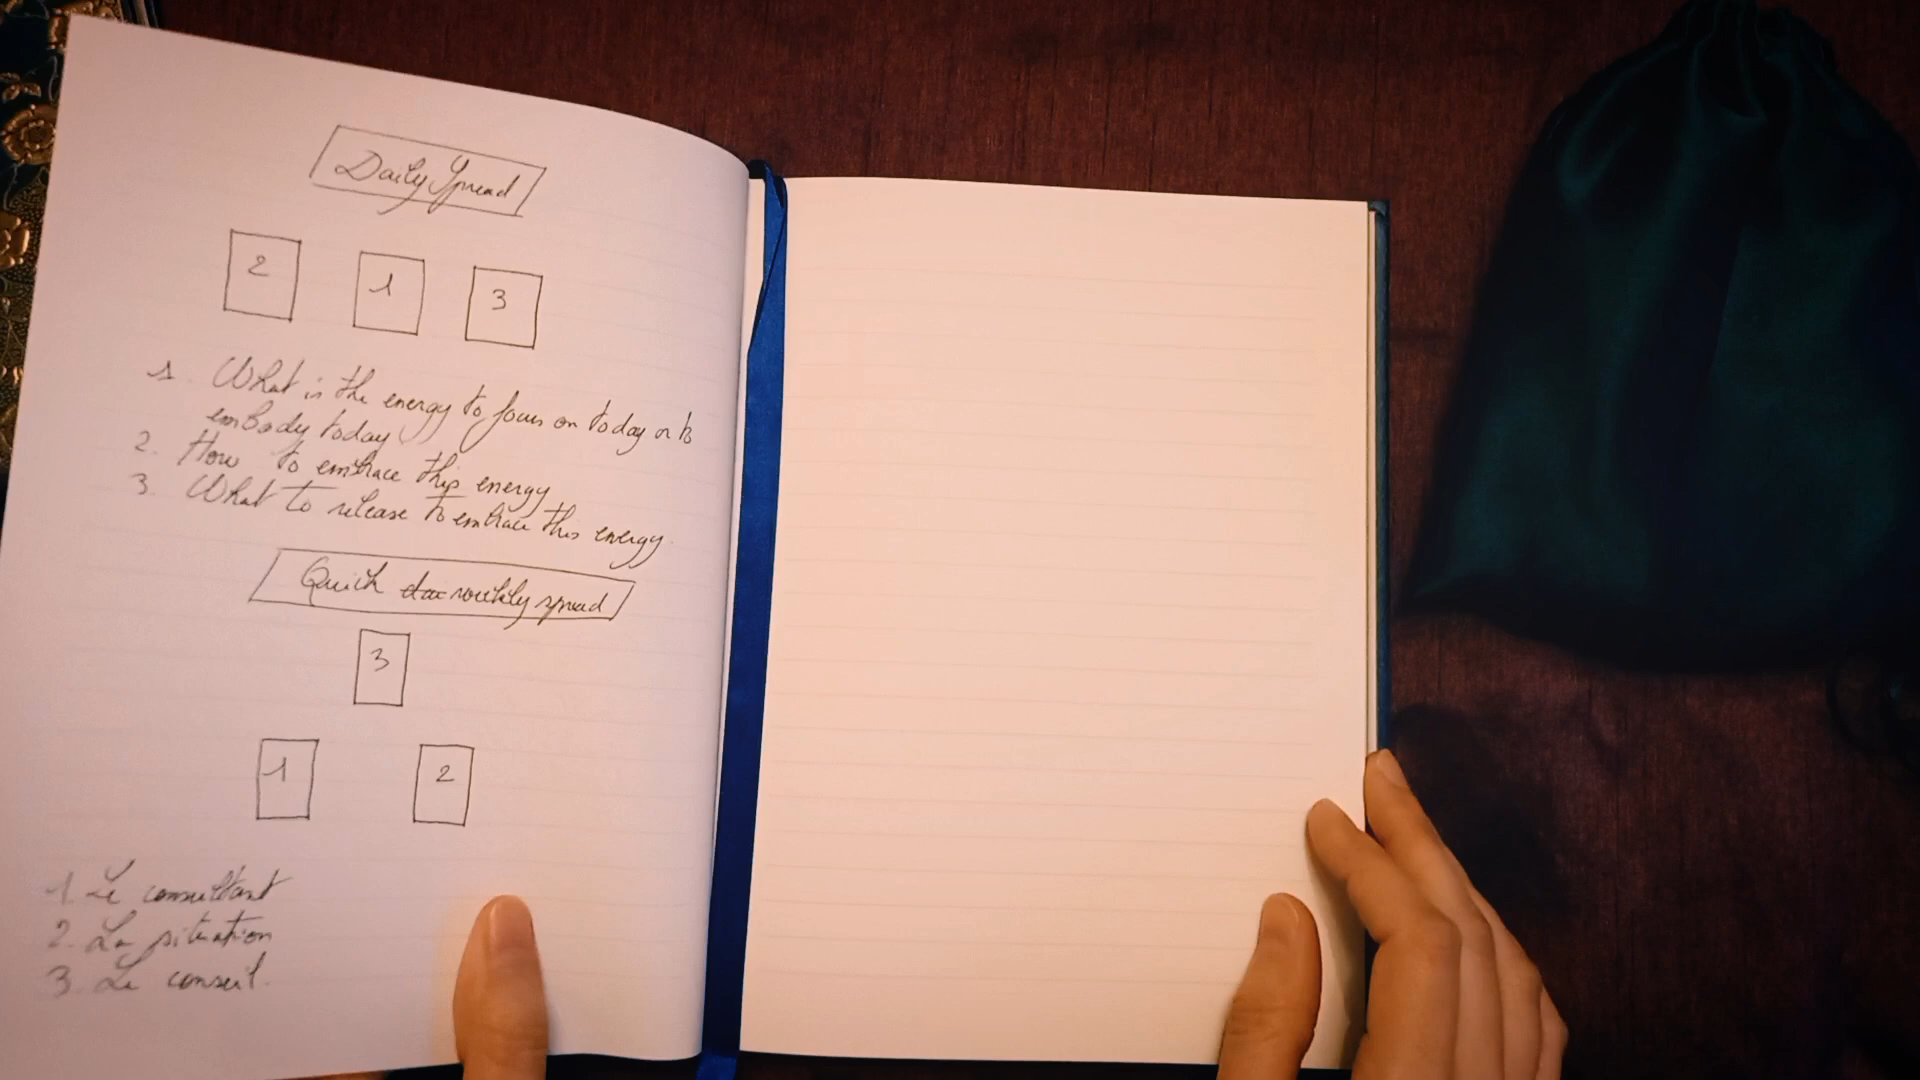 Daily Spread
2 1 3
1. What is the energy to focus on today or to
embody today
2. How to embrace this energy
3. What to release to embrace this energy.
Quick weekly spread
3
1 2
1. Le consultant
2. La situation
3. Le conseil.